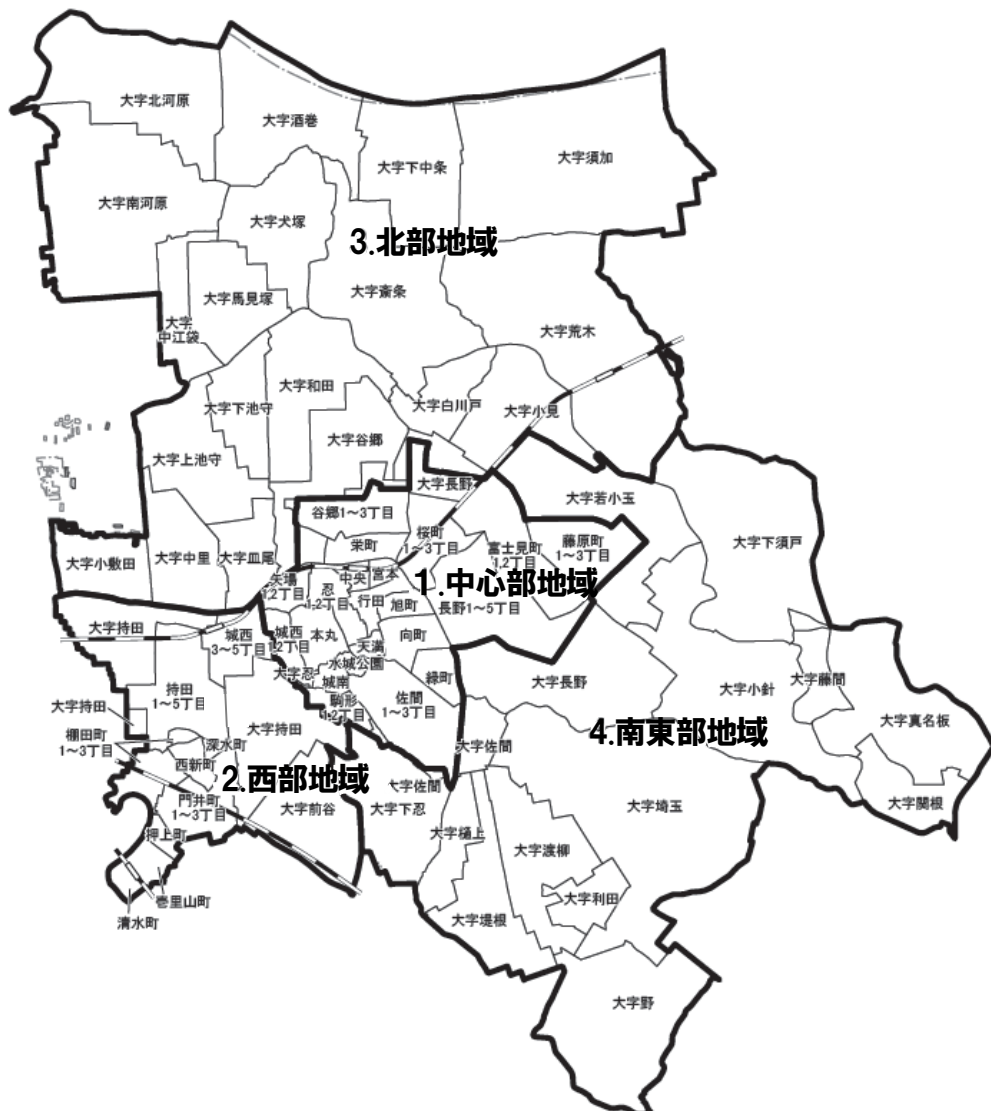 大字北河原
大字酒巻
大字下中条
大字須加
大字南河原
大字犬塚
3.北部地域
大字馬見塚
大字斎条
大字
中江袋
大字荒木
大字和田
大字下池守
大字白川戸
大字小見
大字谷郷
大字上池守
大字長野
大字若小玉
谷郷1～3丁目
桜町
1～3丁目
藤原町
1～3丁目
大字下須戸
栄町
富士見町
1,2丁目
大字小敷田
大字中里
大字皿尾
矢場
1,2丁目
忍
1,2丁目
中央
宮本
1.中心部地域
行田
旭町
長野1～5丁目
大字持田
城西
3～5丁目
城西
1,2丁目
本丸
天満
向町
水城公園
大字忍
城南
緑町
大字長野
大字小針
大字藤間
駒形
1,2丁目
佐間
1～3丁目
持田
1～5丁目
大字持田
大字持田
棚田町
1～3丁目
深水町
西新町
大字佐間
4.南東部地域
大字真名板
2.西部地域
大字佐間
門井町
1～3丁目
大字前谷
大字下忍
大字埼玉
大字関根
押上町
大字樋上
大字渡柳
壱里山町
大字利田
清水町
大字堤根
大字野